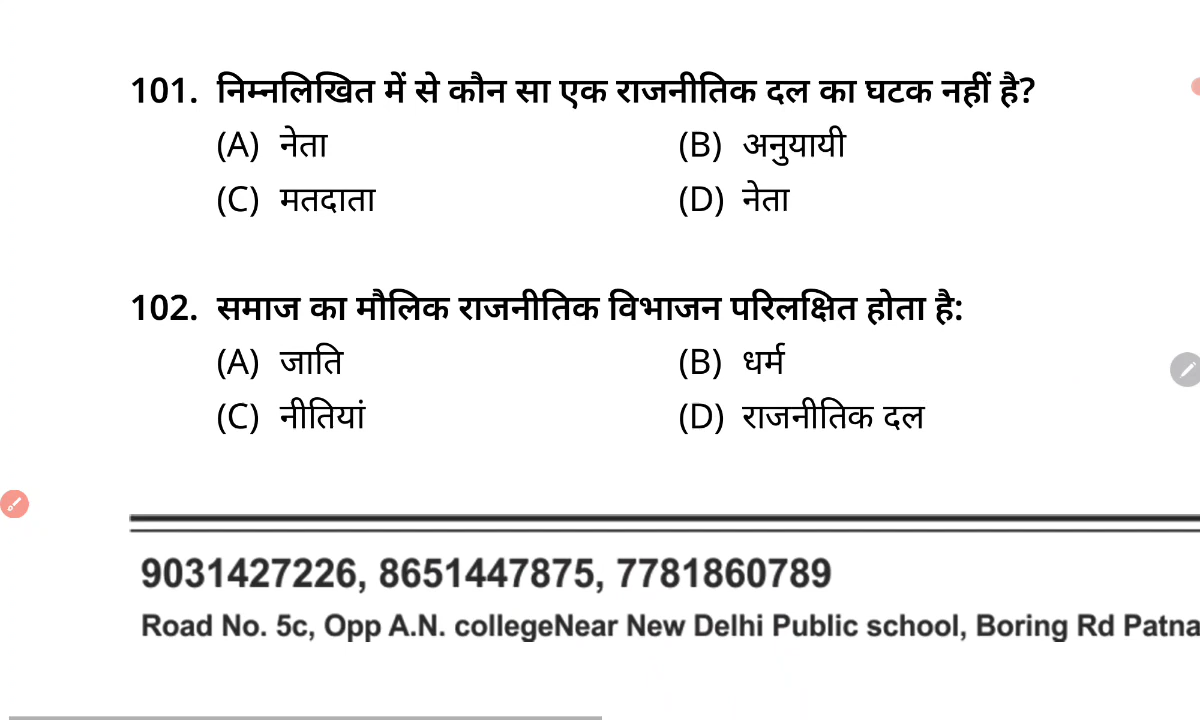 101. निम्नलिखित में से कौन सा एक राजनीतिक दल का घटक नहीं है?
(A) नेता (B) अनुयायी
(C) मतदाता (D) नेता
102. समाज का मौलिक राजनीतिक विभाजन परिलक्षित होता है:
(A) जाति (B) धर्म
(C) नीतियां (D) राजनीतिक दल
9031427226, 8651447875, 7781860789
Road No. 5c, Opp A.N. collegeNear New Delhi Public school, Boring Rd Patna